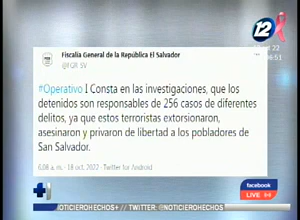 12
Fiscalía General de la República El Salvador
@FGR_SV
#Operativo I Consta en las investigaciones, que los
detenidos son responsables de 256 casos de diferentes
delitos, ya que estos terroristas extorsionaron,
asesinaron y privaron de libertad a los pobladores de
San Salvador.
6:08 a. m. · 18 oct. 2022 · Twitter for Android
facebook
LIVE
NOTICIEROHECHOS+ // TWITTER: @NOTICIEROHECHOS